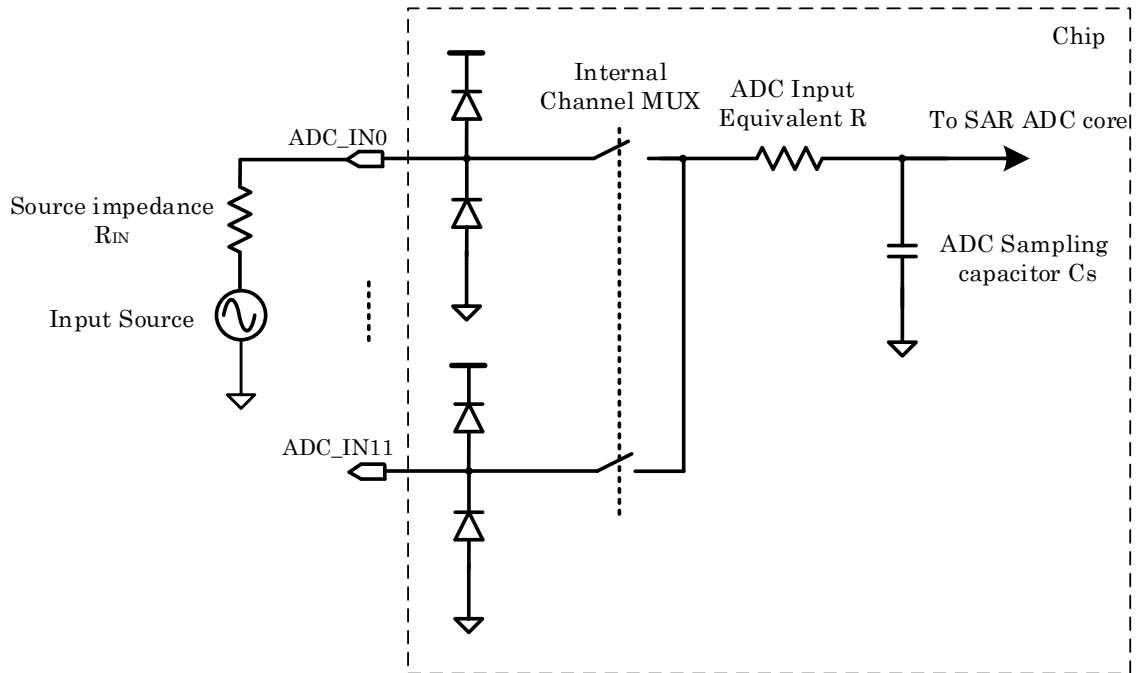 Chip
Internal
Channel MUX
ADC Input
Equivalent R
To SAR ADC core
ADC_IN0
Source impedance
RIN
ADC Sampling
capacitor Cs
Input Source
ADC_IN11